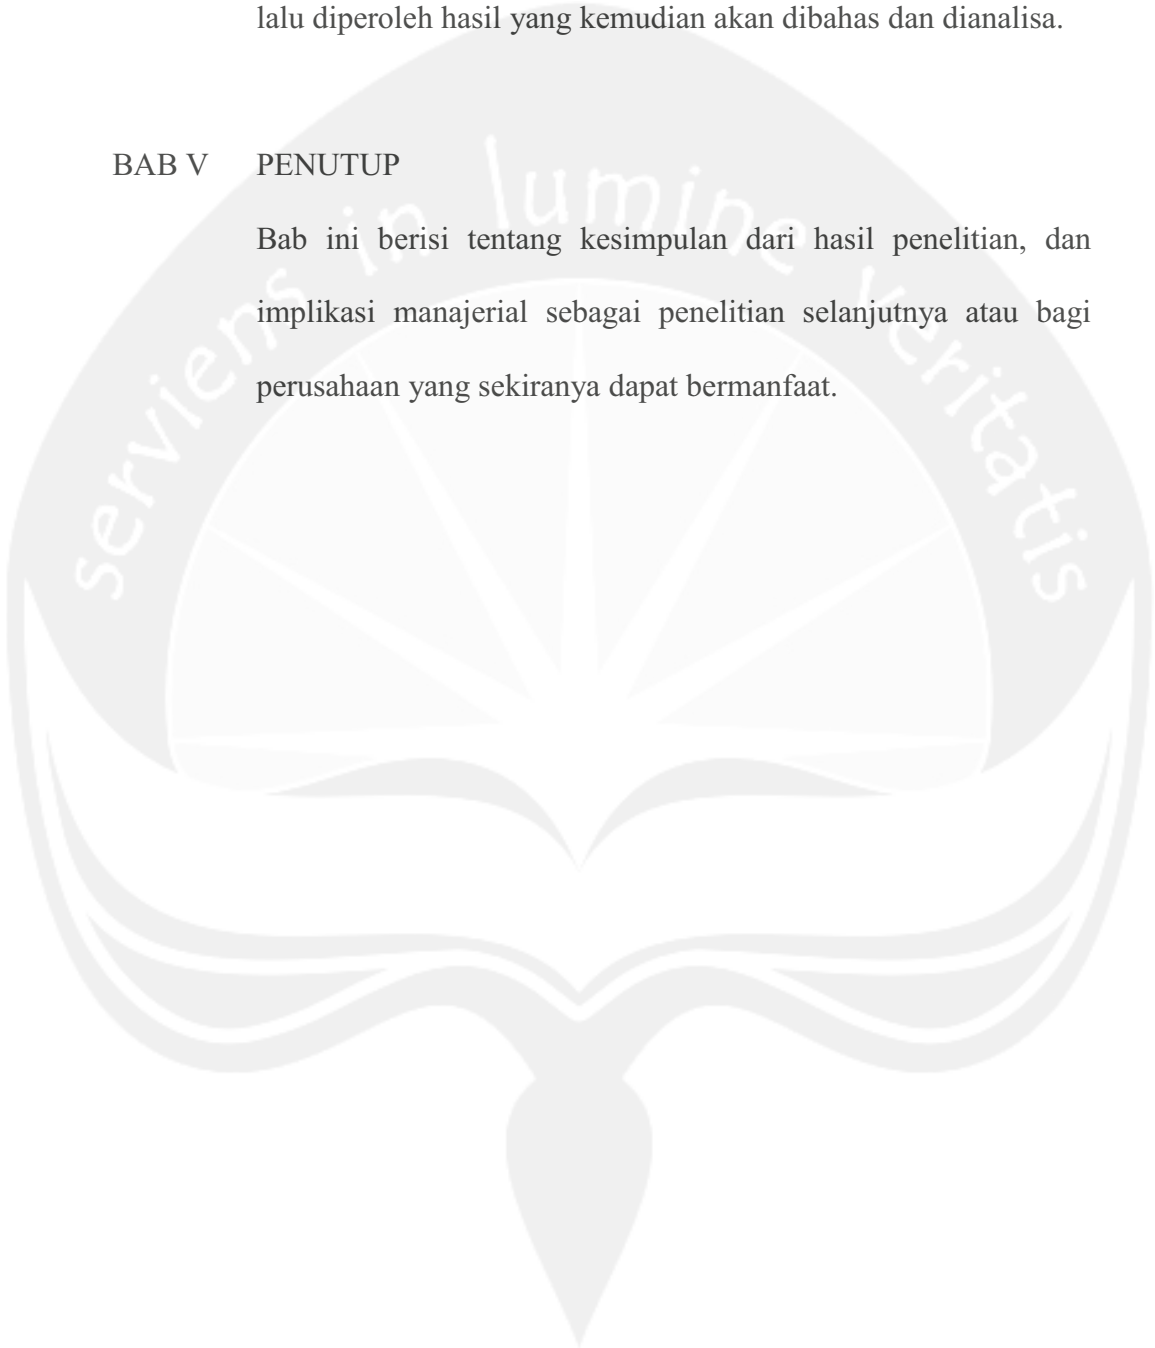 lalu diperoleh hasil yang kemudian akan dibahas dan dianalisa.
BAB V PENUTUP
Bab ini berisi tentang kesimpulan dari hasil penelitian, dan
implikasi manajerial sebagai penelitian selanjutnya atau bagi
perusahaan yang sekiranya dapat bermanfaat.
serviens in lumine veritatis